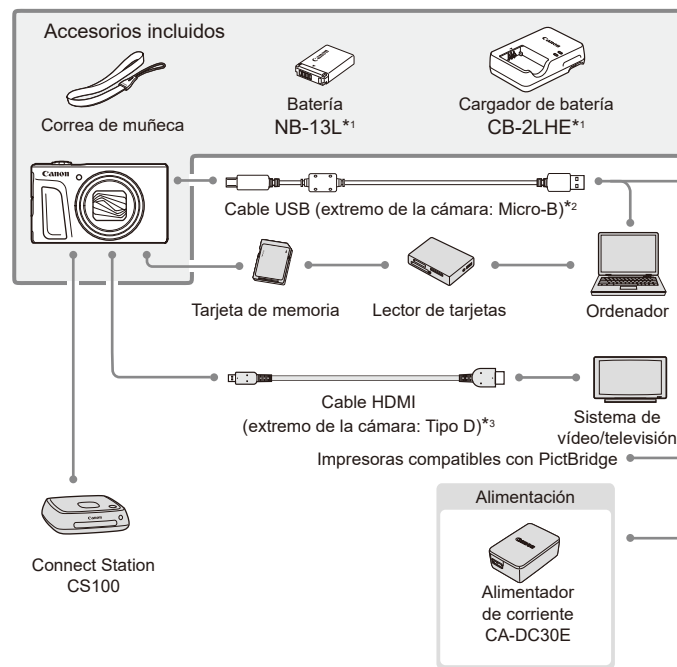 Accesorios incluidos
Correa de muñeca
Batería
NB-13L*1
Cargador de batería
CB-2LHE*1
Canon
Cable USB (extremo de la cámara: Micro-B)*2
Tarjeta de memoria
Lector de tarjetas
Ordenador
Cable HDMI
(extremo de la cámara: Tipo D)*3
Sistema de
vídeo/televisión
Impresoras compatibles con PictBridge
Connect Station
CS100
Alimentación
Alimentador
de corriente
CA-DC30E